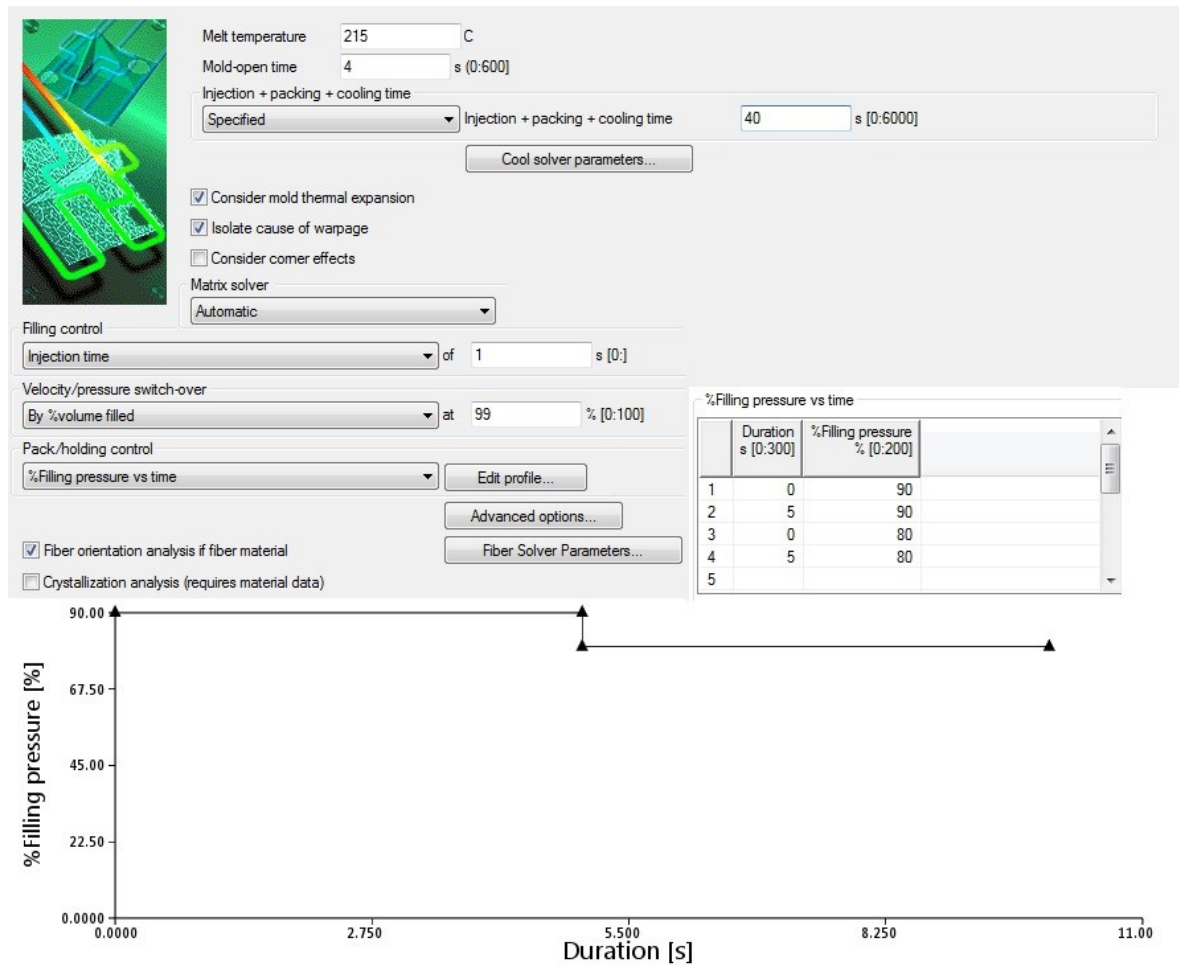 Melt temperature 215 C
Mold-open time 4 s (0:600]
Injection + packing + cooling time
Specified Injection + packing + cooling time 40 s [0:6000]
Cool solver parameters...
Consider mold thermal expansion
Isolate cause of warpage
Consider corner effects
Matrix solver
Automatic
Filling control
Injection time of 1 s [0:]
Velocity/pressure switch-over
By %volume filled at 99 % [0:100]
Pack/holding control
%Filling pressure vs time Edit profile...
Advanced options...
Fiber orientation analysis if fiber material Fiber Solver Parameters...
Crystallization analysis (requires material data)
%Filling pressure vs time
Duration %Filling pressure
s [0:300] % [0:200]
1 0 90
2 5 90
3 0 80
4 5 80
5
90.00
67.50
45.00
22.50
0.0000
%Filling pressure [%]
0.0000 2.750 5.500 8.250 11.00
Duration [s]